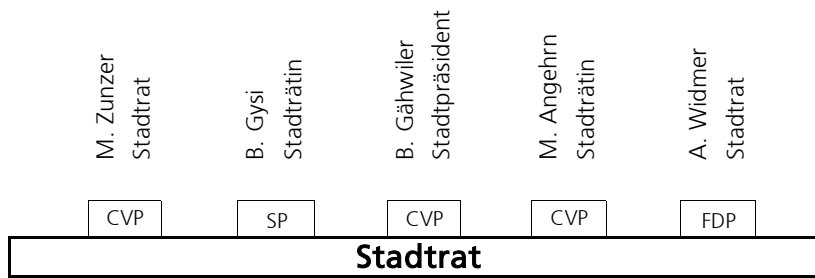 M. Zunzer
Stadtrat
B. Gysi
Stadträtin
B. Gähwiler
Stadtpräsident
M. Angehrn
Stadträtin
A. Widmer
Stadtrat
CVP
SP
CVP
CVP
FDP
Stadtrat